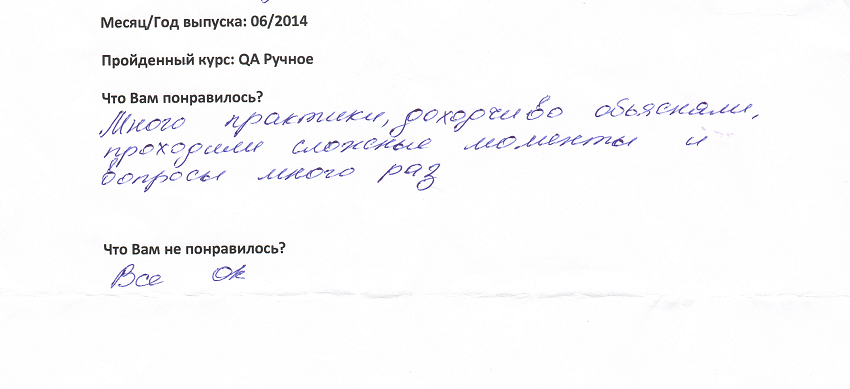 Месяц/Год выпуска: 06/2014
Пройденный курс: QA Ручное
Что Вам понравилось?
Много практики, доходчиво обьясняли,
проходили сложные моменты и
вопросы много раз
Что Вам не понравилось?
Все Ок